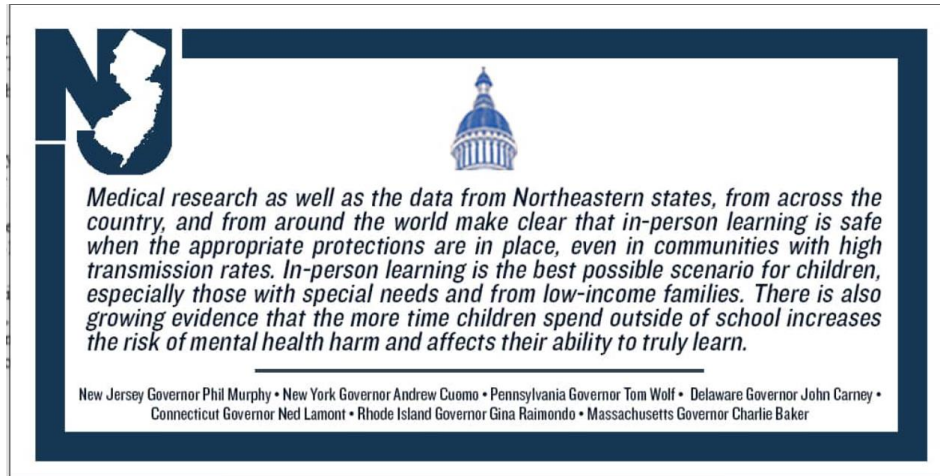 NJ
Medical research as well as the data from Northeastern states, from across the
country, and from around the world make clear that in-person learning is safe
when the appropriate protections are in place, even in communities with high
transmission rates. In-person learning is the best possible scenario for children,
especially those with special needs and from low-income families. There is also
growing evidence that the more time children spend outside of school increases
the risk of mental health harm and affects their ability to truly learn.
New Jersey Governor Phil Murphy • New York Governor Andrew Cuomo • Pennsylvania Governor Tom Wolf • Delaware Governor John Carney •
Connecticut Governor Ned Lamont • Rhode Island Governor Gina Raimondo • Massachusetts Governor Charlie Baker